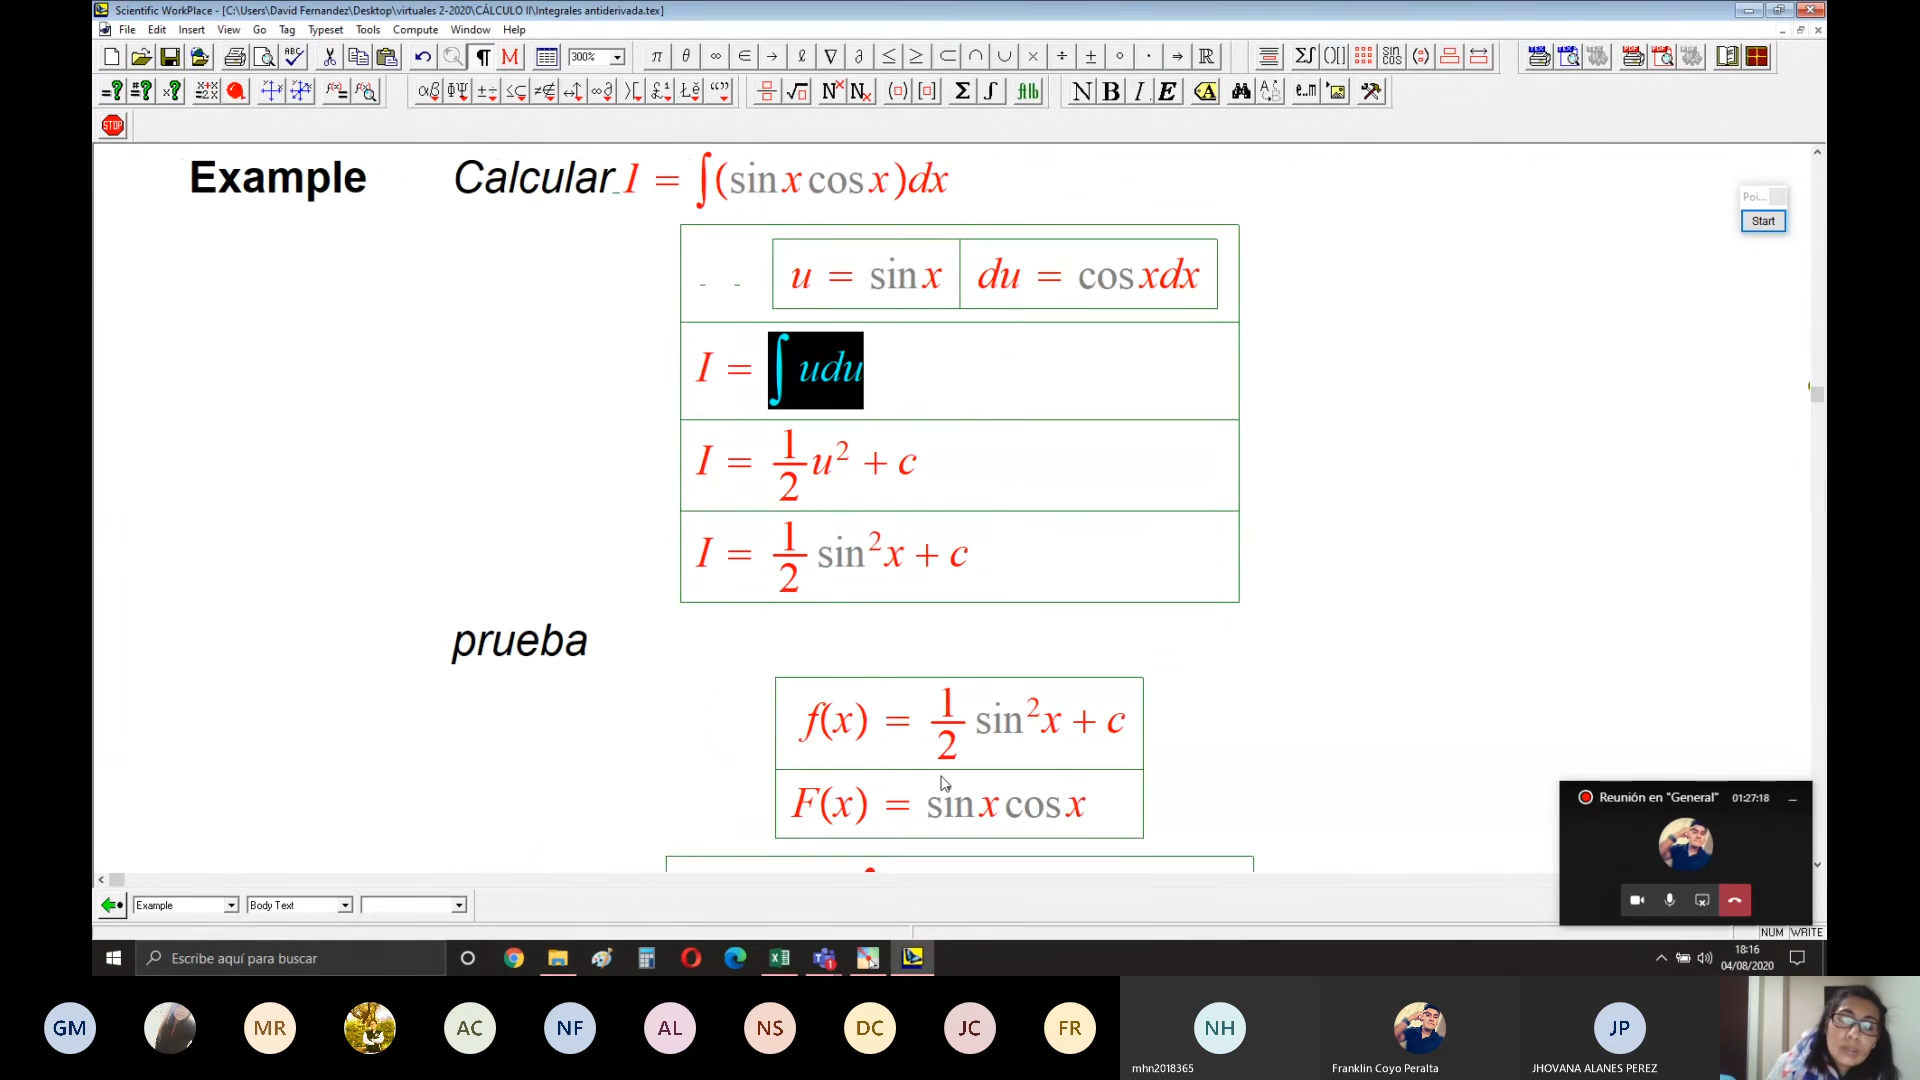 Scientific WorkPlace - [C:\Users\David Fernandez\Desktop\virtuales 2-2020\CÁLCULO II\Integrales antiderivada.tex]
File Edit Insert View Go Tag Typeset Tools Compute Window Help
300%
Example Calcular I = ∫(sin x cos x)dx
Poi...
Start
u = sin x du = cos xdx
I = ∫ udu
I = 1/2 u² + c
I = 1/2 sin² x + c
prueba
f(x) = 1/2 sin² x + c
F(x) = sin x cos x
Reunión en "General" 01:27:18
Example Body Text
NUM WRITE
Escribe aquí para buscar
18:16
04/08/2020
GM MR AC NF AL NS DC JC FR NH JP
mhn2018365 Franklin Coyo Peralta JHOVANA ALANES PEREZ